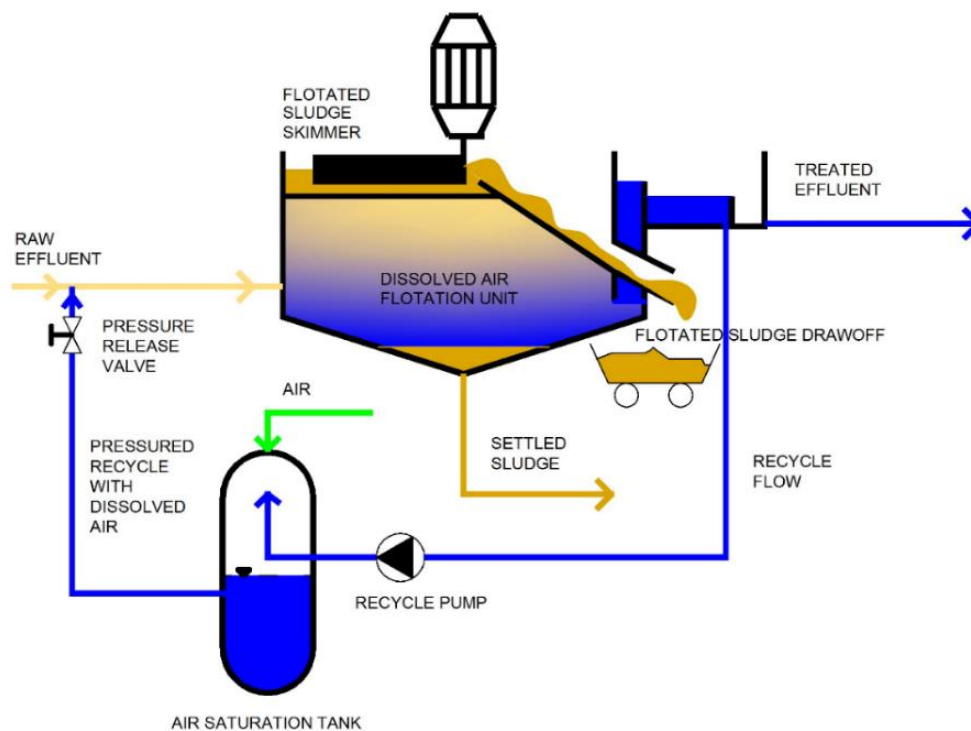 FLOTATED
SLUDGE
SKIMMER
TREATED
EFFLUENT
RAW
EFFLUENT
DISSOLVED AIR
FLOTATION UNIT
PRESSURE
RELEASE
VALVE
FLOTATED SLUDGE DRAWOFF
AIR
PRESSURED
RECYCLE
WITH
DISSOLVED
AIR
SETTLED
SLUDGE
RECYCLE
FLOW
RECYCLE PUMP
AIR SATURATION TANK